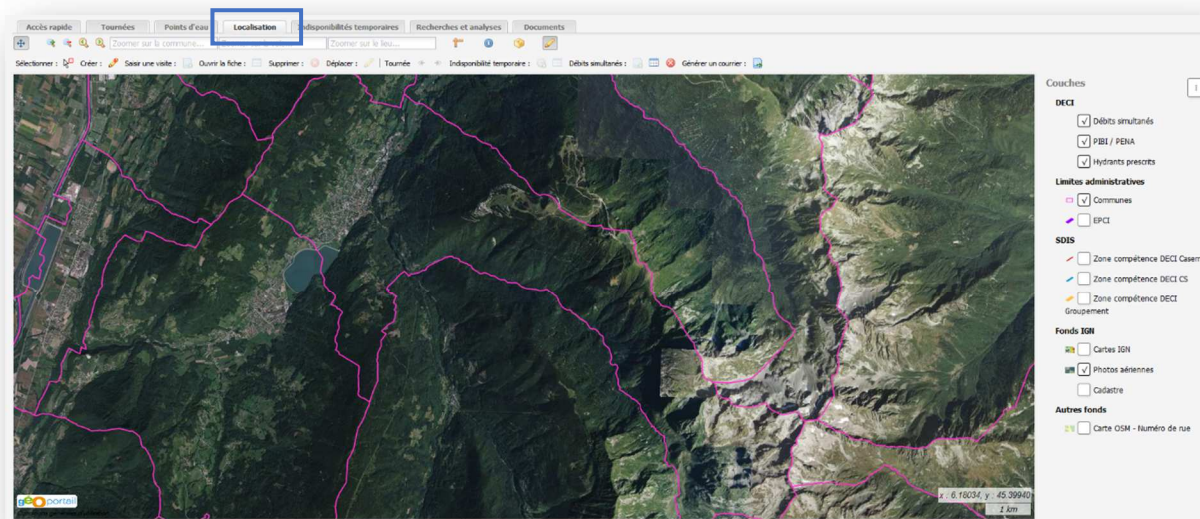 Accès rapide Tournées Points d'eau Localisation Indisponibilités temporaires Recherches et analyses Documents
Zoomer sur la commune... Zoomer sur le lieu...
Sélectionner : Créer : Saisir une visite : Ouvrir la fiche : Supprimer : Déplacer : Tournée Indisponibilité temporaire : Débits simultanés : Générer un courrier :
Couches
DECI
Débits simultanés
PIBI / PENA
Hydrants prescrits
Limites administratives
Communes
EPCI
SDIS
Zone compétence DECI Casern
Zone compétence DECI CS
Zone compétence DECI
Groupement
Fonds IGN
Cartes IGN
Photos aériennes
Cadastre
Autres fonds
Carte OSM - Numéro de rue
géoportail
x : 6.18034, y : 45.39940
1 km